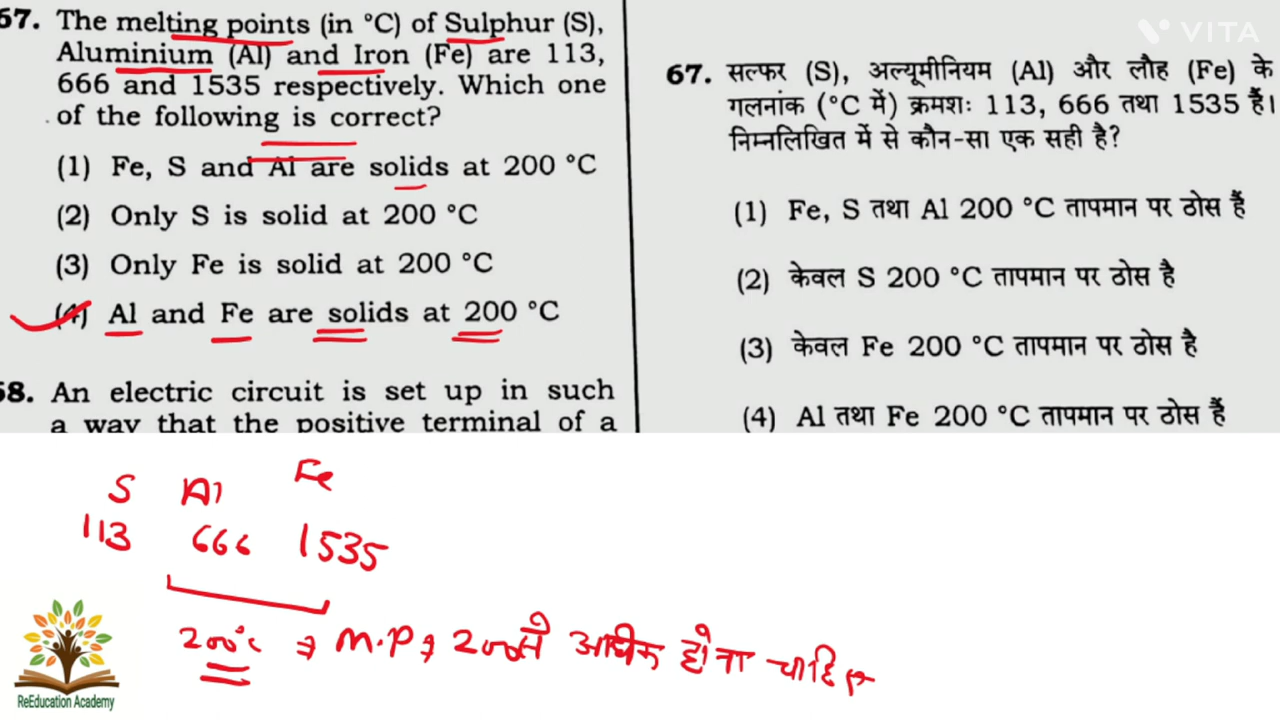 67. The melting points (in °C) of Sulphur (S),
Aluminium (Al) and Iron (Fe) are 113,
666 and 1535 respectively. Which one
of the following is correct?
(1) Fe, S and Al are solids at 200 °C
(2) Only S is solid at 200 °C
(3) Only Fe is solid at 200 °C
(4) Al and Fe are solids at 200 °C
68. An electric circuit is set up in such
a way that the positive terminal of a
VITA
67. सल्फर (S), अल्यूमीनियम (Al) और लौह (Fe) के
गलनांक (°C में) क्रमशः 113, 666 तथा 1535 हैं।
निम्नलिखित में से कौन-सा एक सही है?
(1) Fe, S तथा Al 200 °C तापमान पर ठोस हैं
(2) केवल S 200 °C तापमान पर ठोस है
(3) केवल Fe 200 °C तापमान पर ठोस है
(4) Al तथा Fe 200 °C तापमान पर ठोस हैं
S Al Fe
113 666 1535
200°C ⇒ M.P ⇒ 200 से अधिक होना चाहिए
ReEducation Academy